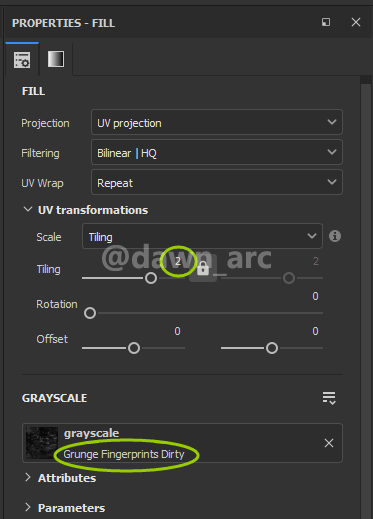 PROPERTIES - FILL
FILL
Projection UV projection
Filtering Bilinear | HQ
UV Wrap Repeat
UV transformations
Scale Tiling
@dawn_arc
Tiling 2 2
Rotation 0
Offset 0 0
GRAYSCALE
grayscale
Grunge Fingerprints Dirty
Attributes
Parameters